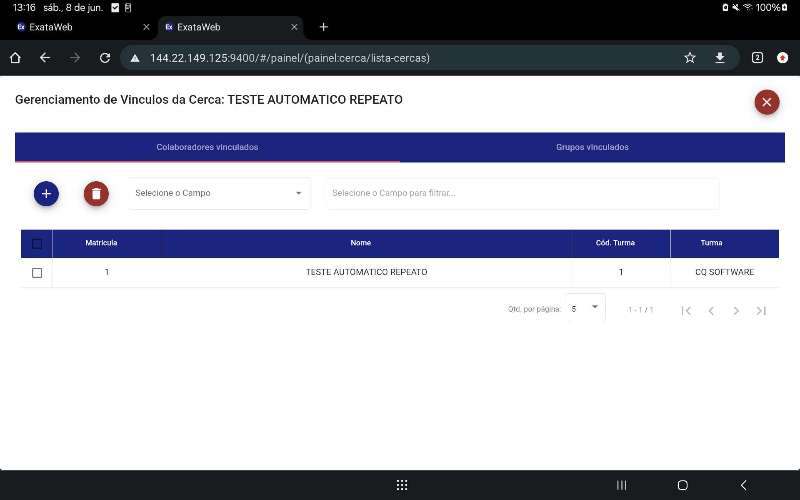 13:16 sáb., 8 de jun. 100%
ExataWeb ExataWeb
144.22.149.125:9400/#/painel/(painel:cerca/lista-cercas) 2
Gerenciamento de Vinculos da Cerca: TESTE AUTOMATICO REPEATO
Colaboradores vinculados Grupos vinculados
Selecione o Campo Selecione o Campo para filtrar...
Matrícula Nome Cód. Turma Turma
1 TESTE AUTOMATICO REPEATO 1 CQ SOFTWARE
Qtd. por página: 5 1 - 1 / 1